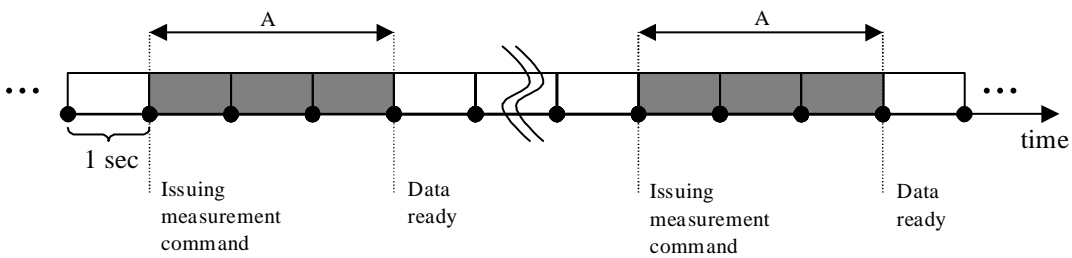 A
A
...
...
time
1 sec
Issuing
measurement
command
Data
ready
Issuing
measurement
command
Data
ready